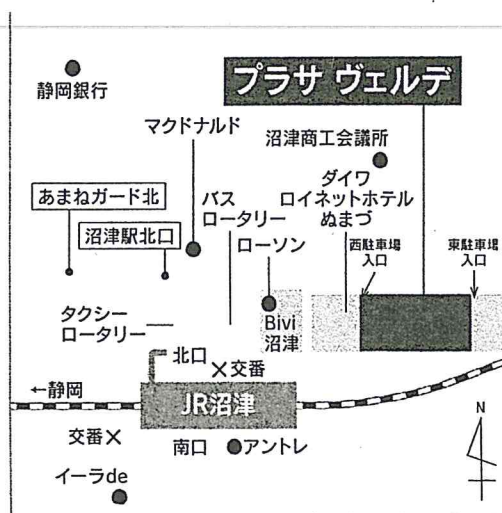 プラサ ヴェルデ
静岡銀行
マクドナルド
沼津商工会議所
あまねガード北
バス
ロータリー
ダイワ
ロイネットホテル
ぬまづ
沼津駅北口
ローソン
西駐車場
入口
東駐車場
入口
タクシー
ロータリー
Bivi
沼津
北口
×交番
←静岡
JR沼津
交番×
南口
アントレ
イーラde
N